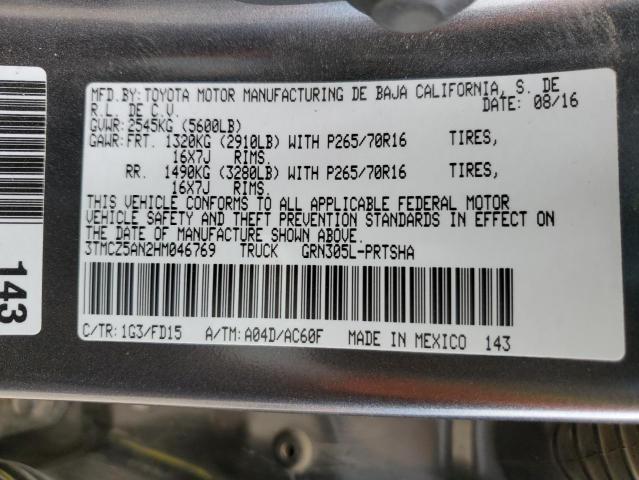 MFD.BY:TOYOTA MOTOR MANUFACTURING DE BAJA CALIFORNIA, S. DE
R.L. DE C.V. DATE: 08/16
GVWR:2545KG (5600LB)
GAWR:FRT. 1320KG (2910LB) WITH P265/70R16 TIRES,
16X7J RIMS.
RR. 1490KG (3280LB) WITH P265/70R16 TIRES,
16X7J RIMS.
THIS VEHICLE CONFORMS TO ALL APPLICABLE FEDERAL MOTOR
VEHICLE SAFETY AND THEFT PREVENTION STANDARDS IN EFFECT ON
THE DATE OF MANUFACTURE SHOWN ABOVE.
3TMCZ5AN2HM046769 TRUCK GRN305L-PRTSHA
C/TR:1G3/FD15 A/TM:A04D/AC60F MADE IN MEXICO 143
143